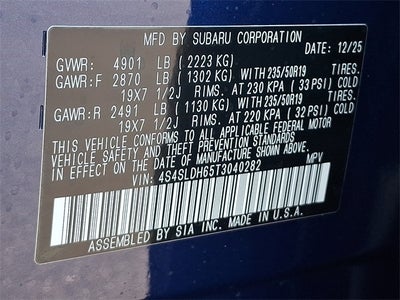 MFD BY SUBARU CORPORATION
DATE: 12/25
GVWR: 4901 LB (2223 KG)
GAWR:F 2870 LB (1302 KG) WITH 235/50R19 TIRES.
19X7 1/2J RIMS. AT 230 KPA (33 PSI) COLD
GAWR:R 2491 LB (1130 KG) WITH 235/50R19 TIRES.
19X7 1/2J RIMS. AT 220 KPA (32 PSI) COLD
THIS VEHICLE CONFORMS TO ALL APPLICABLE FEDERAL MOTOR
VEHICLE SAFETY AND THEFT PREVENTION STANDARDS
IN EFFECT ON THE DATE OF MANUFACTURE SHOWN ABOVE
VIN: 4S4SLDH65T3040282 MPV
ASSEMBLED BY SIA INC. MADE IN U.S.A.